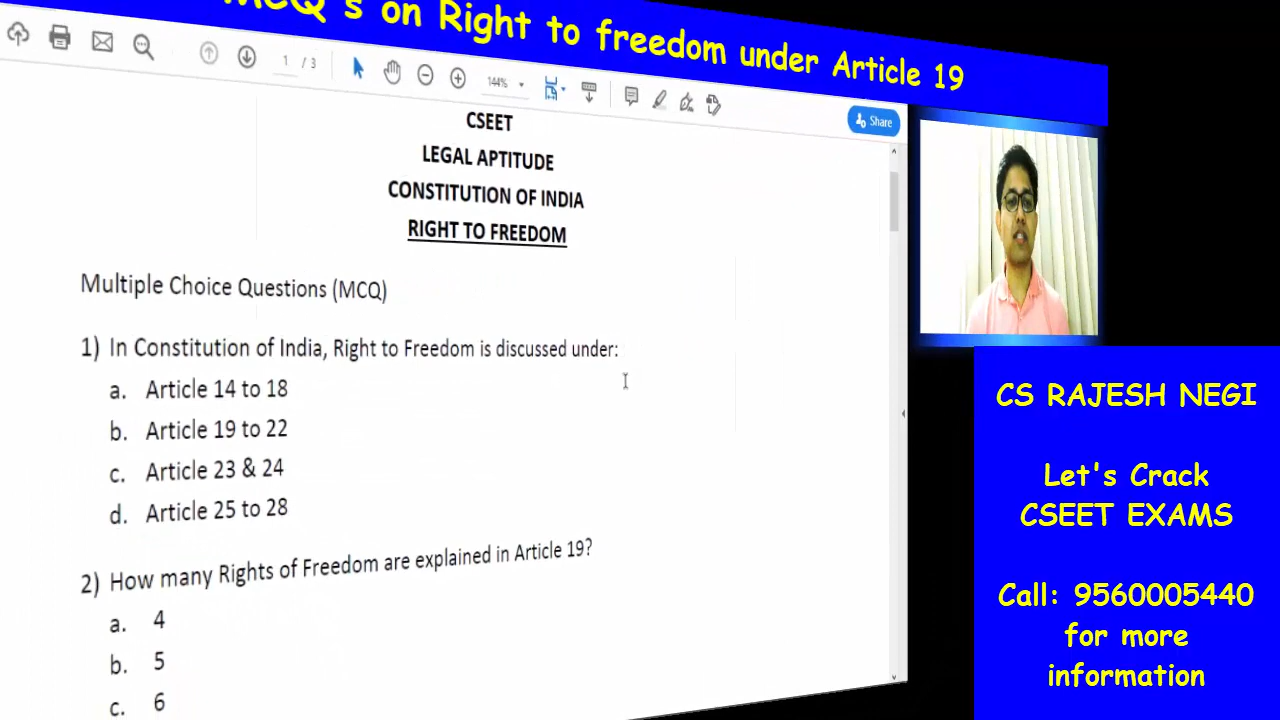 MCQ's on Right to freedom under Article 19
1 / 3
144%
Share
CSEET
LEGAL APTITUDE
CONSTITUTION OF INDIA
RIGHT TO FREEDOM
Multiple Choice Questions (MCQ)
1) In Constitution of India, Right to Freedom is discussed under:
a. Article 14 to 18
b. Article 19 to 22
c. Article 23 & 24
d. Article 25 to 28
2) How many Rights of Freedom are explained in Article 19?
a. 4
b. 5
c. 6
CS RAJESH NEGI
Let's Crack
CSEET EXAMS
Call: 9560005440
for more
information